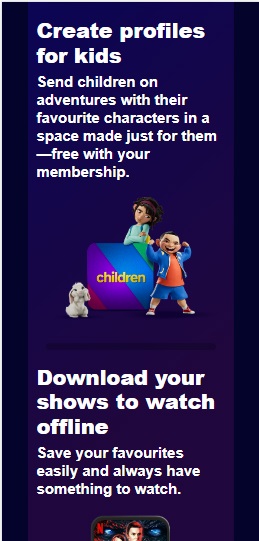 Create profiles
for kids
Send children on
adventures with their
favourite characters in a
space made just for them
—free with your
membership.
children
Download your
shows to watch
offline
Save your favourites
easily and always have
something to watch.
N